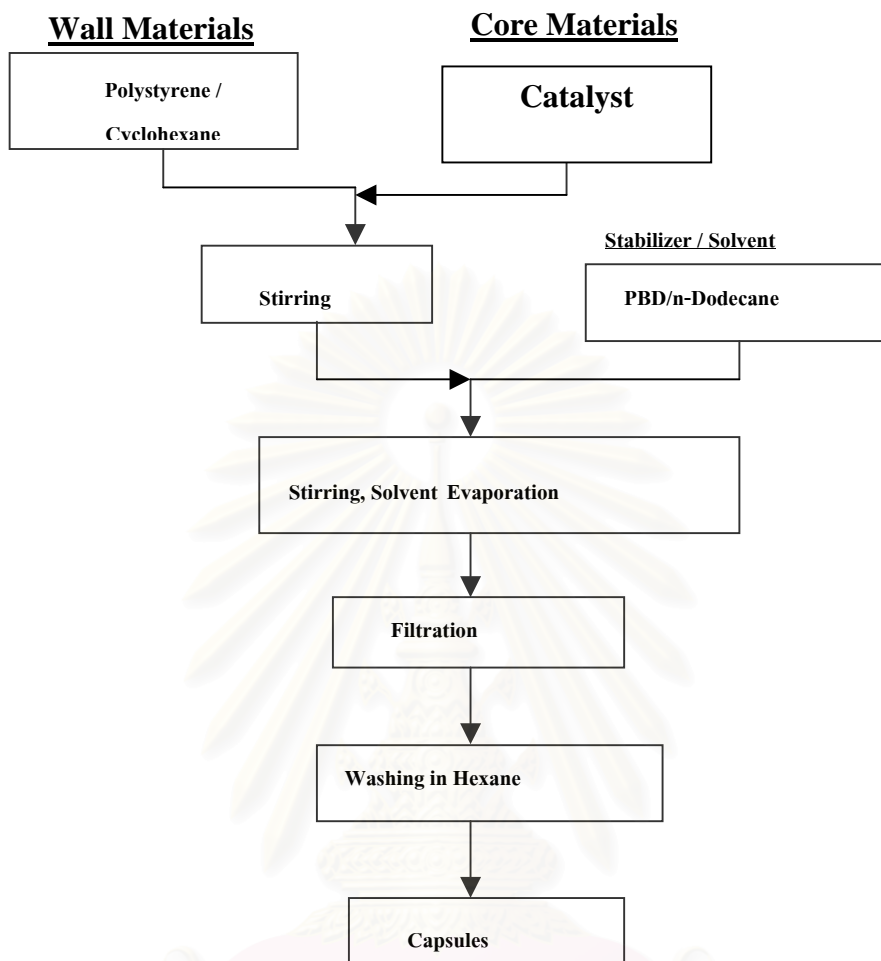 Wall Materials
Core Materials
Polystyrene /
Cyclohexane
Catalyst
Stabilizer / Solvent
Stirring
PBD/n-Dodecane
Stirring, Solvent Evaporation
Filtration
Washing in Hexane
Capsules